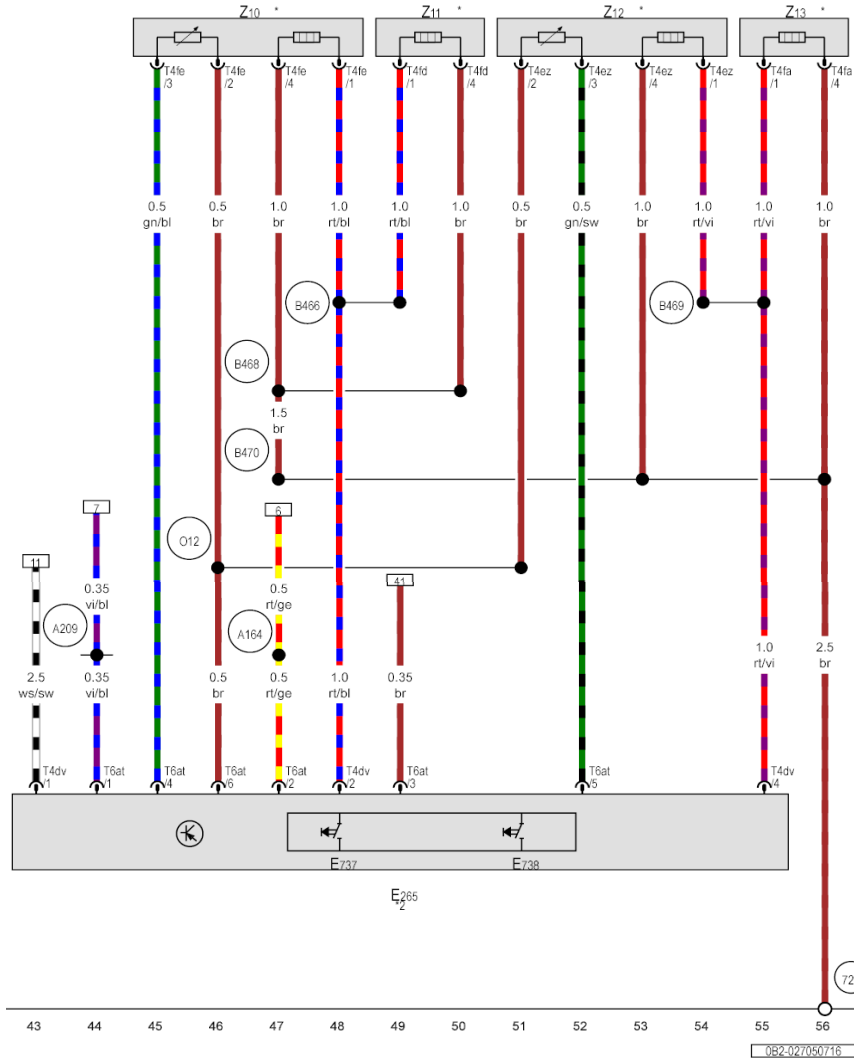 Z10 * Z11 * Z12 * Z13 *
T4fe /3 T4fe /2 T4fe /4 T4fe /1 T4fd /1 T4fd /4 T4ez /2 T4ez /3 T4ez /4 T4ez /1 T4fa /1 T4fa /4
0.5 0.5 1.0 1.0 1.0 1.0 0.5 0.5 1.0 1.0 1.0 1.0
gn/bl br br rt/bl rt/bl br br gn/sw br rt/vi rt/vi br
B466 B469
B468
1.5
br
B470
7 6
O12
11 41
0.35 0.5
vi/bl rt/ge
A209 A164
2.5 0.35 0.5 0.5 1.0 0.35 1.0 2.5
ws/sw vi/bl br rt/ge rt/bl br rt/vi br
T4dv /1 T6at /1 T6at /4 T6at /6 T6at /2 T4dv /2 T6at /3 T6at /5 T4dv /4
E737 E738
E265
*2
72
43 44 45 46 47 48 49 50 51 52 53 54 55 56
0B2-027050716